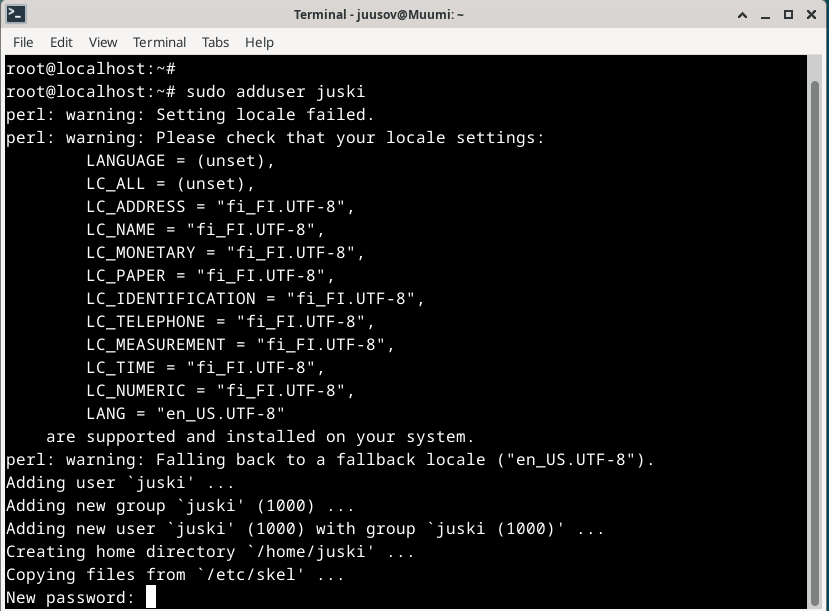 Terminal - juusov@Muumi: ~
File Edit View Terminal Tabs Help
root@localhost:~#
root@localhost:~# sudo adduser juski
perl: warning: Setting locale failed.
perl: warning: Please check that your locale settings:
        LANGUAGE = (unset),
        LC_ALL = (unset),
        LC_ADDRESS = "fi_FI.UTF-8",
        LC_NAME = "fi_FI.UTF-8",
        LC_MONETARY = "fi_FI.UTF-8",
        LC_PAPER = "fi_FI.UTF-8",
        LC_IDENTIFICATION = "fi_FI.UTF-8",
        LC_TELEPHONE = "fi_FI.UTF-8",
        LC_MEASUREMENT = "fi_FI.UTF-8",
        LC_TIME = "fi_FI.UTF-8",
        LC_NUMERIC = "fi_FI.UTF-8",
        LANG = "en_US.UTF-8"
    are supported and installed on your system.
perl: warning: Falling back to a fallback locale ("en_US.UTF-8").
Adding user `juski' ...
Adding new group `juski' (1000) ...
Adding new user `juski' (1000) with group `juski (1000)' ...
Creating home directory `/home/juski' ...
Copying files from `/etc/skel' ...
New password: